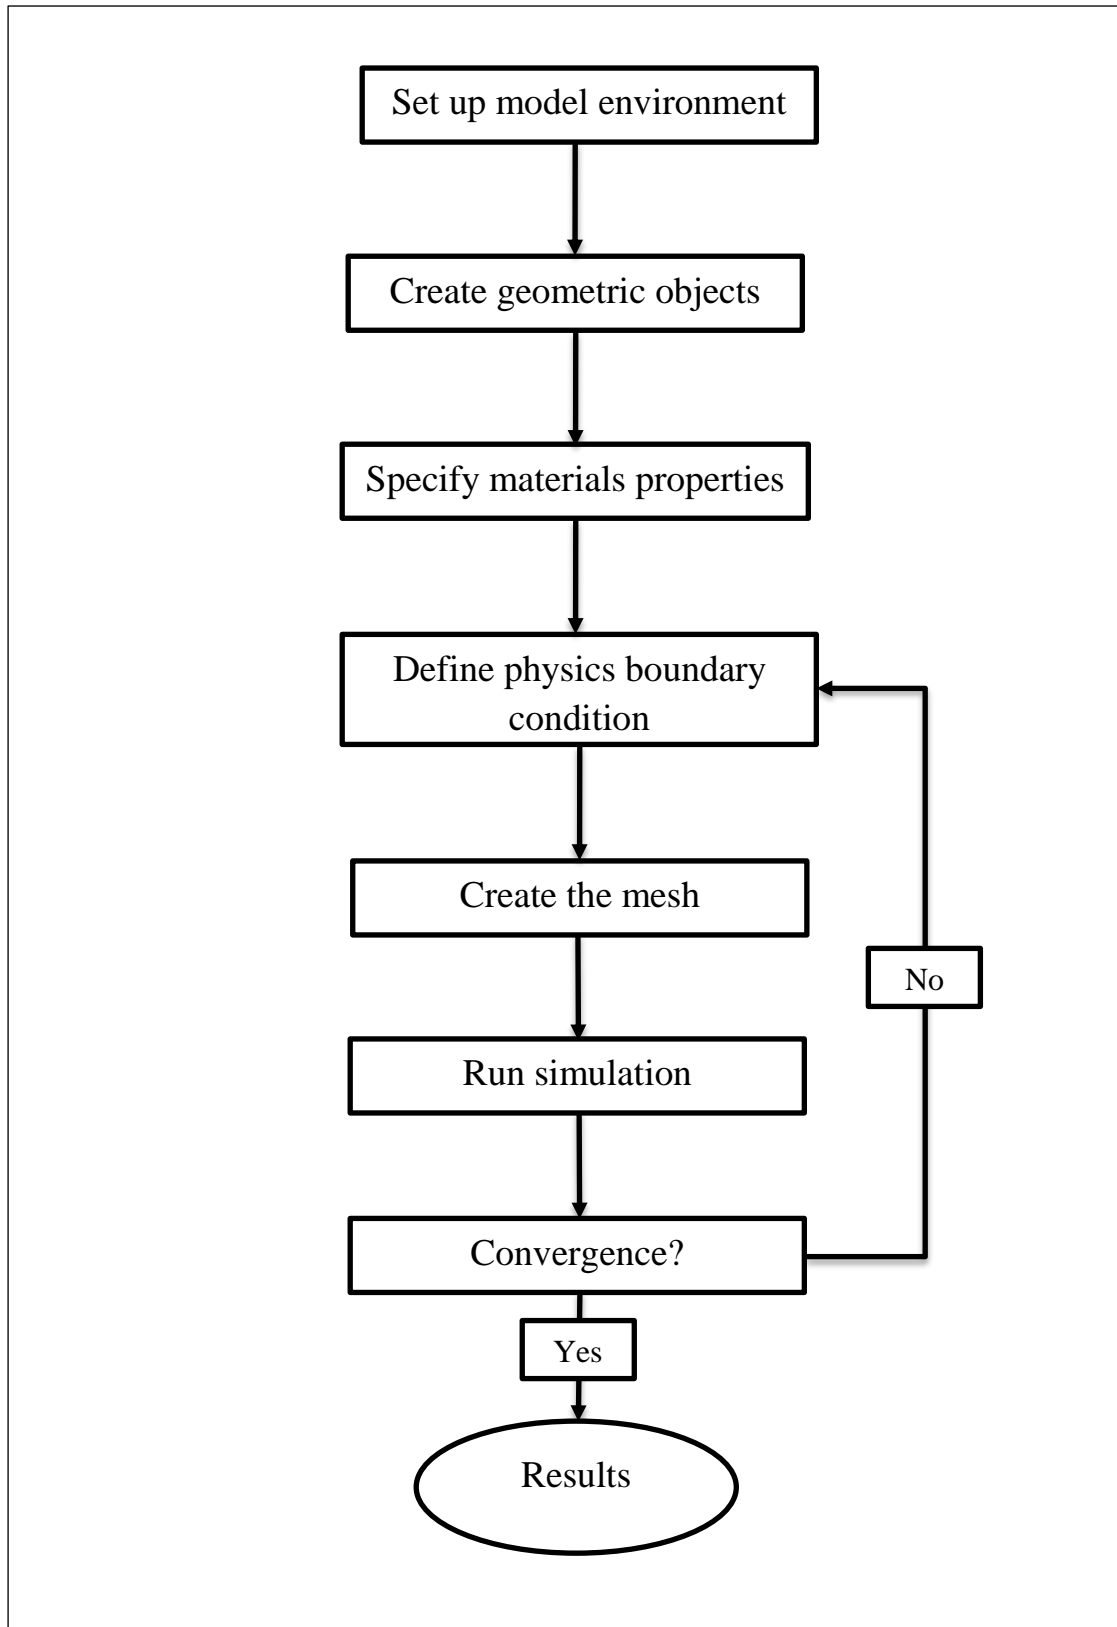 Set up model environment
Create geometric objects
Specify materials properties
Define physics boundary
condition
Create the mesh
No
Run simulation
Convergence?
Yes
Results